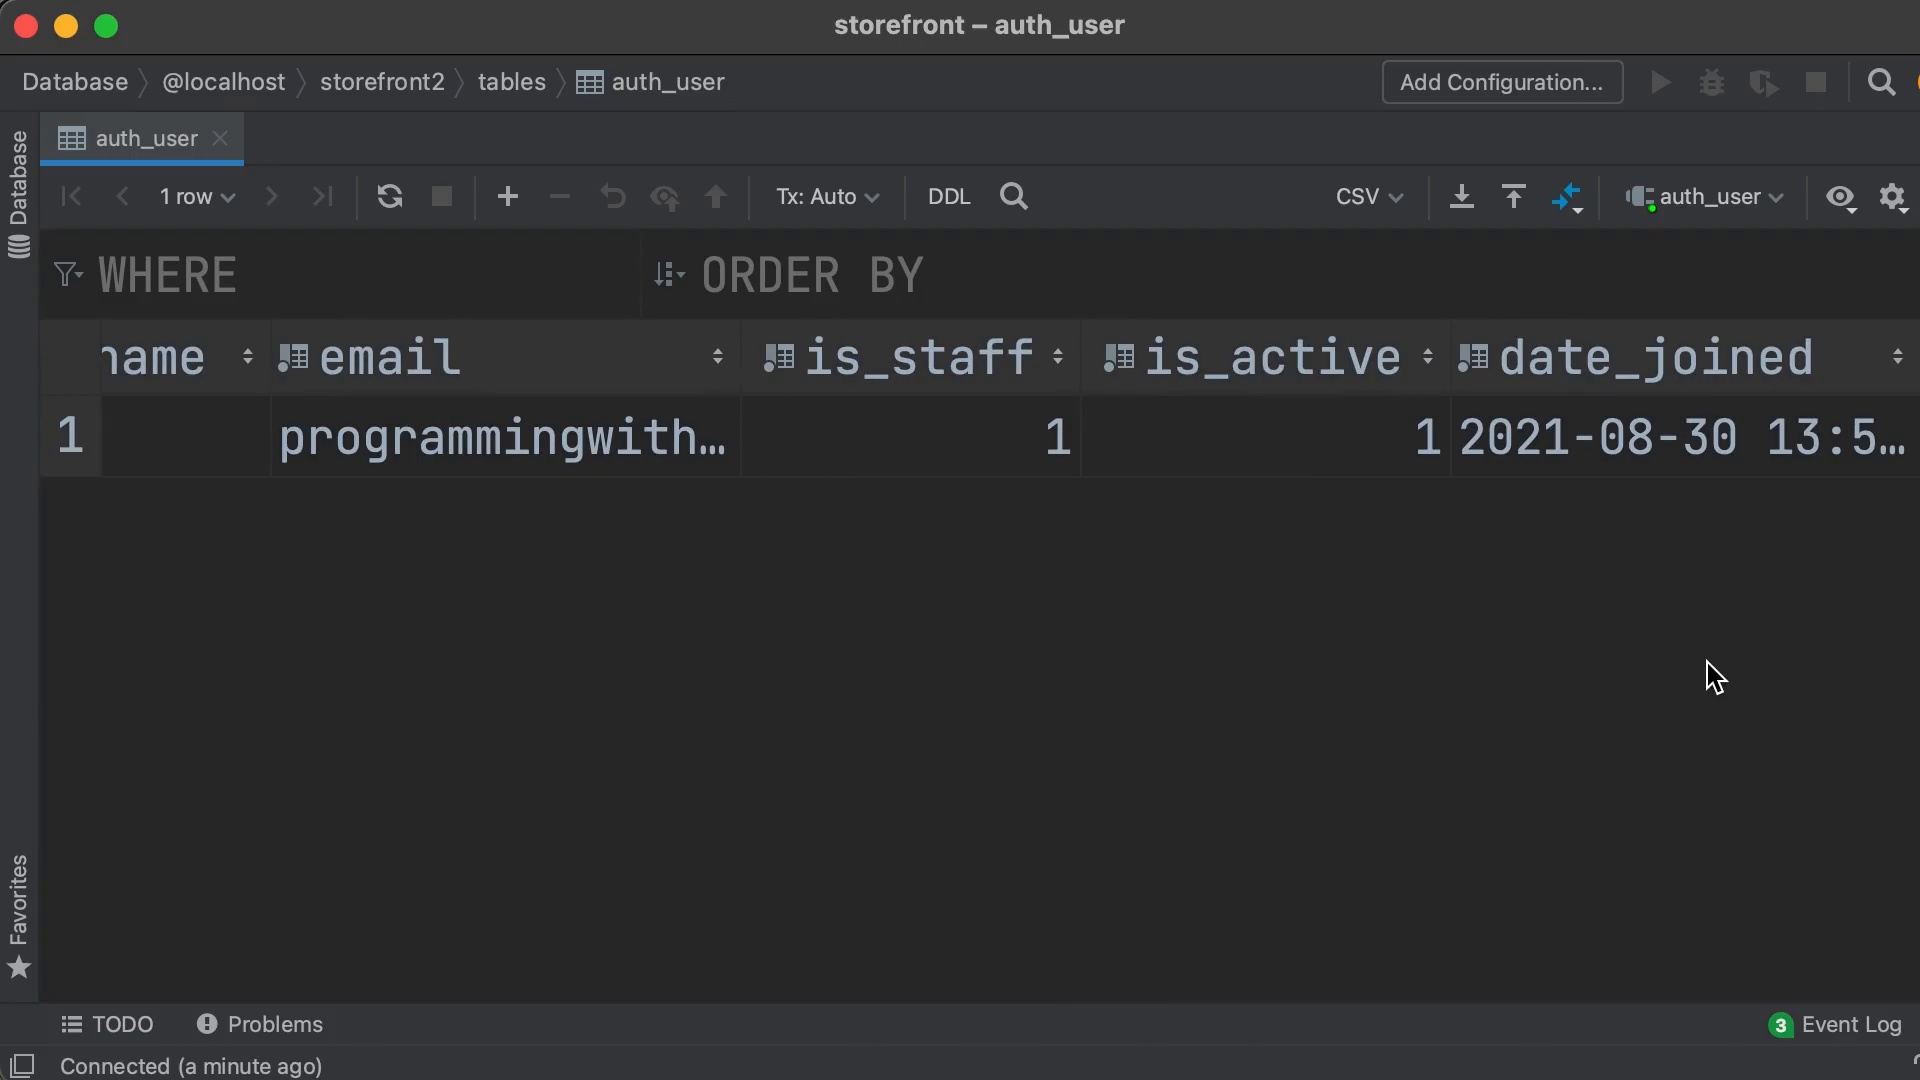 storefront – auth_user
Database @localhost storefront2 tables auth_user
Add Configuration...
Database
auth_user
1 row Tx: Auto DDL CSV auth_user
WHERE ORDER BY
name email is_staff is_active date_joined
1 programmingwith… 1 1 2021-08-30 13:5…
Favorites
TODO Problems 3 Event Log
Connected (a minute ago)